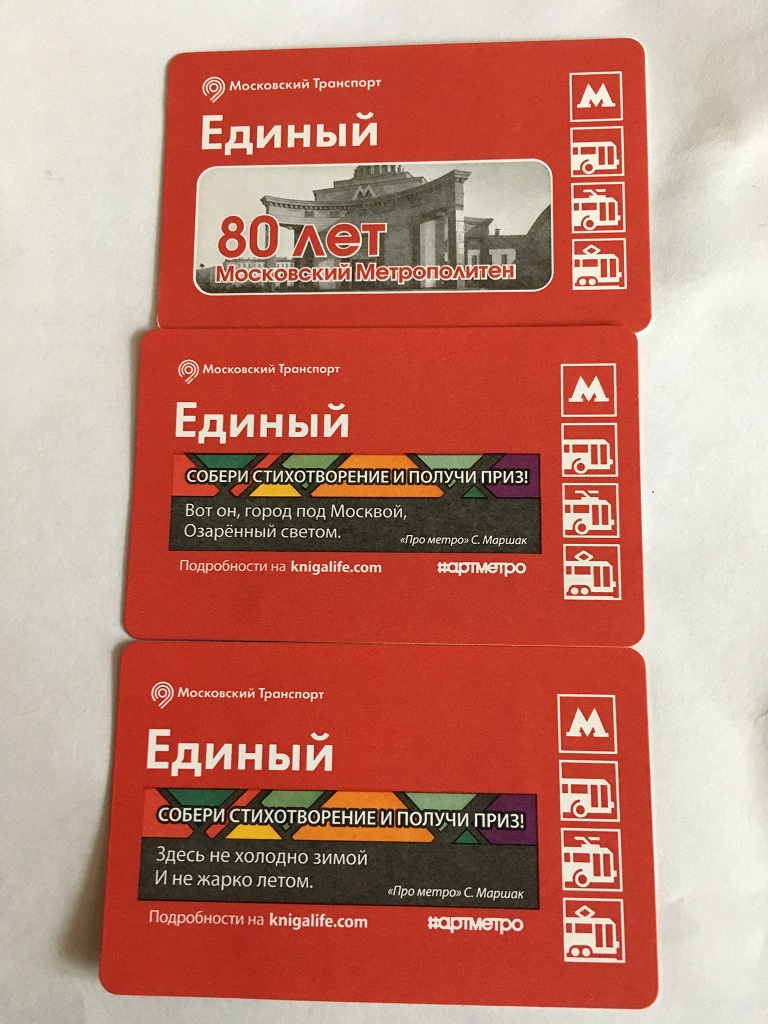 Московский Транспорт
Единый
80 лет
Московский Метрополитен
Московский Транспорт
Единый
СОБЕРИ СТИХОТВОРЕНИЕ И ПОЛУЧИ ПРИЗ!
Вот он, город под Москвой,
Озарённый светом.
«Про метро» С. Маршак
Подробности на knigalife.com #артметро
Московский Транспорт
Единый
СОБЕРИ СТИХОТВОРЕНИЕ И ПОЛУЧИ ПРИЗ!
Здесь не холодно зимой
И не жарко летом.
«Про метро» С. Маршак
Подробности на knigalife.com #артметро